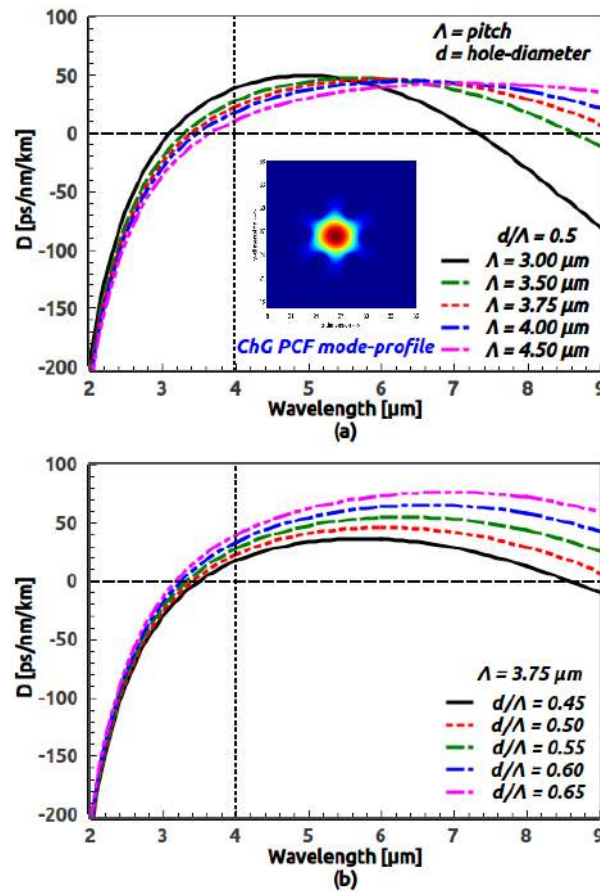 100
50
0
-50
-100
-150
-200
D [ps/nm/km]
Λ = pitch
d = hole-diameter
d/Λ = 0.5
Λ = 3.00 µm
Λ = 3.50 µm
Λ = 3.75 µm
Λ = 4.00 µm
Λ = 4.50 µm
ChG PCF mode-profile
2 3 4 5 6 7 8 9
Wavelength [µm]
(a)
100
50
0
-50
-100
-150
-200
D [ps/nm/km]
Λ = 3.75 µm
d/Λ = 0.45
d/Λ = 0.50
d/Λ = 0.55
d/Λ = 0.60
d/Λ = 0.65
2 3 4 5 6 7 8 9
Wavelength [µm]
(b)